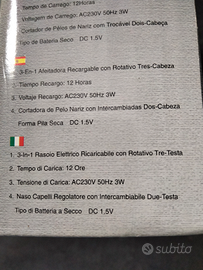 Tempo de Carrego: 12Horas
Voltagem de Carrego: AC230V 50Hz 3W
Cortador de Pêlos de Nariz com Trocável Dois-Cabeça
Tipo de Bateria Seco DC 1.5V
1. 3-En-1 Afeitadora Recargable con Rotativo Tres-Cabeza
2. Tiempo Recargo: 12 Horas
3. Voltaje Recargo: AC230V 50Hz 3W
4. Cortadora de Pelo Nariz con Intercambiadas Dos-Cabeza
Forma Pila Seca DC 1.5V
1. 3-In-1 Rasoio Elettrico Ricaricabile con Rotativo Tre-Testa
2. Tempo di Carica: 12 Ore
3. Tensione di Carica: AC230V 50Hz 3W
4. Naso Capelli Regolatore con Intercambiabile Due-Testa
Tipo di Batteria a Secco DC 1.5V
subito